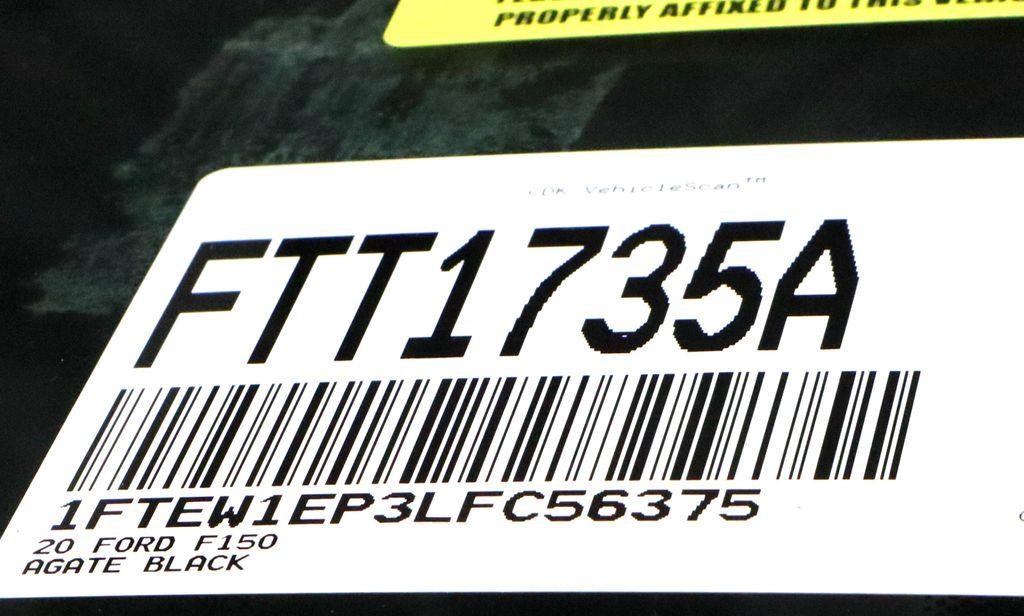 PROPERLY AFFIXED TO THIS
CDK VehicleScan™
FTT1735A
1FTEW1EP3LFC56375
20 FORD F150
AGATE BLACK